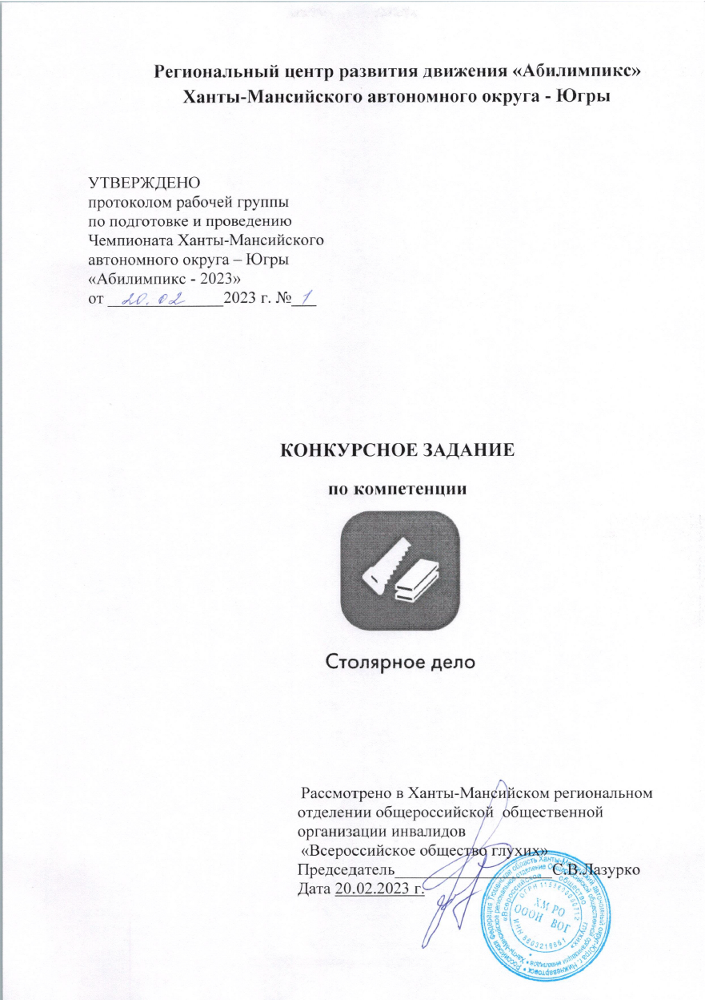 Региональный центр развития движения «Абилимпикс»
Ханты-Мансийского автономного округа - Югры
УТВЕРЖДЕНО
протоколом рабочей группы
по подготовке и проведению
Чемпионата Ханты-Мансийского
автономного округа – Югры
«Абилимпикс - 2023»
от 20.02 2023 г. № 1
КОНКУРСНОЕ ЗАДАНИЕ
по компетенции
Столярное дело
Рассмотрено в Ханты-Мансийском региональном
отделении общероссийской общественной
организации инвалидов
«Всероссийское общество глухих»
Председатель С.В.Лазурко
Дата 20.02.2023 г.
ХМ РО
ОООИ ВОГ